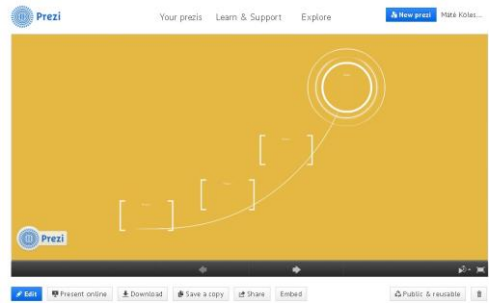 Prezi
Your prezis Learn & Support Explore
New prezi Máté Köles...
Prezi
Edit Present online Download Save a copy Share Embed
Public & reusable